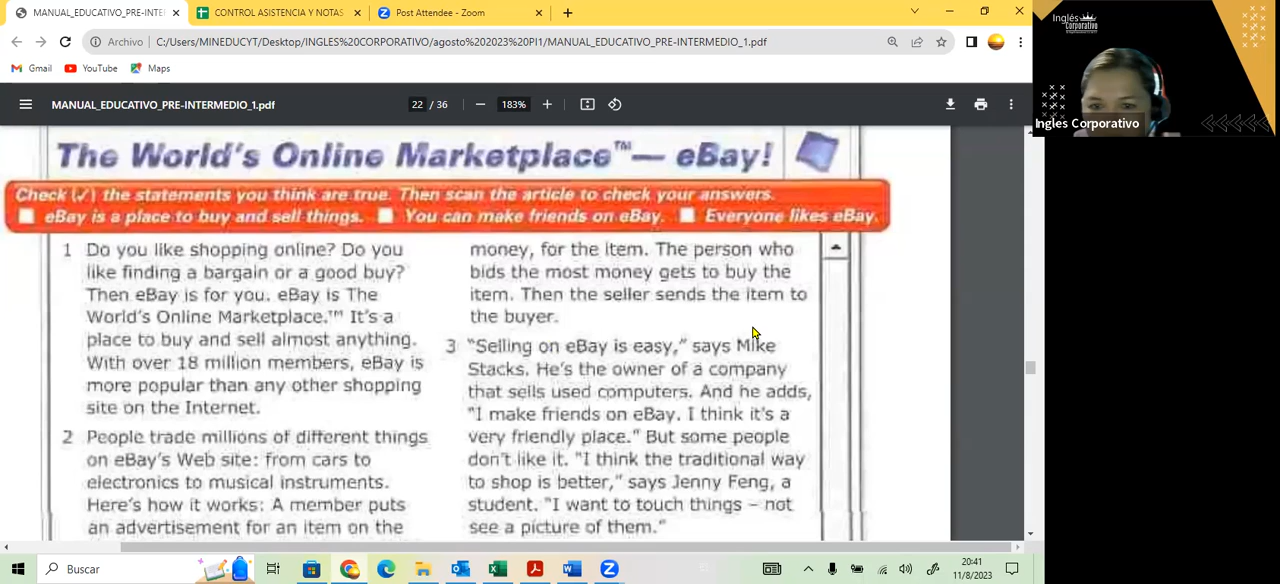 MANUAL_EDUCATIVO_PRE-INTERMEDIO
CONTROL ASISTENCIA Y NOTAS
Post Attendee - Zoom
Archivo
C:/Users/MINEDUCYT/Desktop/INGLES%20CORPORATIVO/agosto%202023%20PI1/MANUAL_EDUCATIVO_PRE-INTERMEDIO_1.pdf
Gmail
YouTube
Maps
MANUAL_EDUCATIVO_PRE-INTERMEDIO_1.pdf
22 / 36
183%
The World's Online Marketplace™— eBay!
Check (✓) the statements you think are true. Then scan the article to check your answers.
eBay is a place to buy and sell things.
You can make friends on eBay.
Everyone likes eBay.
1 Do you like shopping online? Do you
like finding a bargain or a good buy?
Then eBay is for you. eBay is The
World's Online Marketplace.™ It's a
place to buy and sell almost anything.
With over 18 million members, eBay is
more popular than any other shopping
site on the Internet.
2 People trade millions of different things
on eBay's Web site: from cars to
electronics to musical instruments.
Here's how it works: A member puts
an advertisement for an item on the
money, for the item. The person who
bids the most money gets to buy the
item. Then the seller sends the item to
the buyer.
3 "Selling on eBay is easy," says Mike
Stacks. He's the owner of a company
that sells used computers. And he adds,
"I make friends on eBay. I think it's a
very friendly place." But some people
don't like it. "I think the traditional way
to shop is better," says Jenny Feng, a
student. "I want to touch things – not
see a picture of them."
Inglés
Corporativo
Ingles Corporativo
Buscar
20:41
11/8/2023